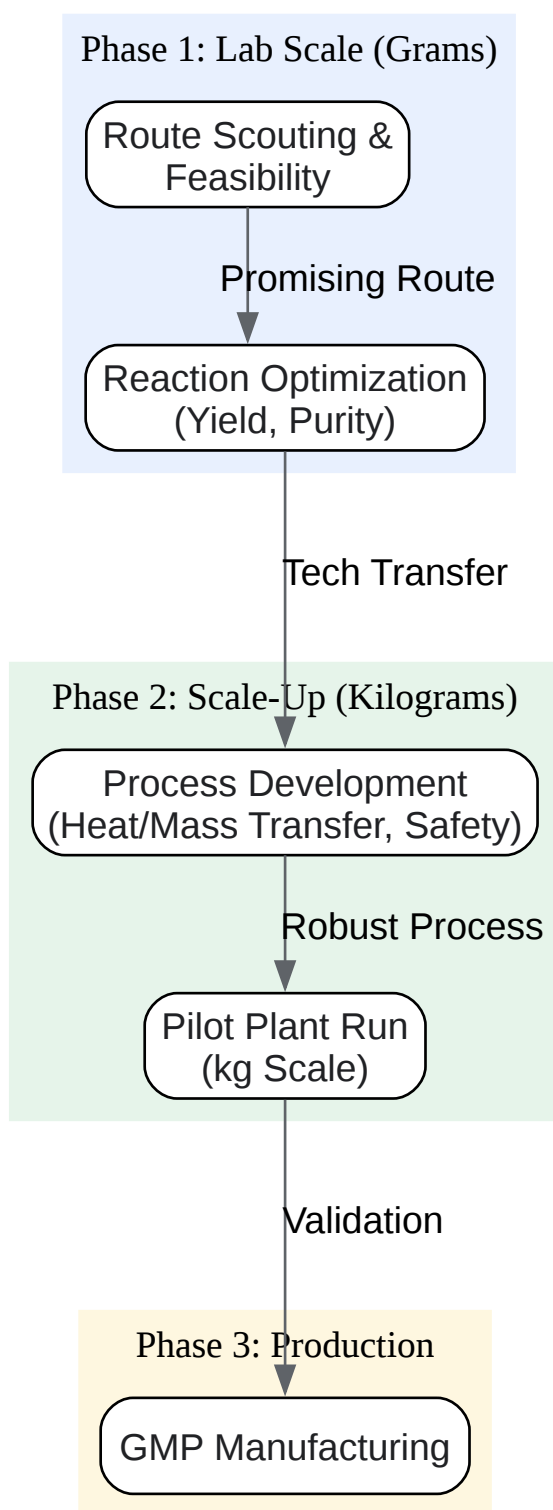 Phase 1: Lab Scale (Grams)
Route Scouting &
Feasibility
Promising Route
Reaction Optimization
(Yield, Purity)
Tech Transfer
Phase 2: Scale-Up (Kilograms)
Process Development
(Heat/Mass Transfer, Safety)
Robust Process
Pilot Plant Run
(kg Scale)
Validation
Phase 3: Production
GMP Manufacturing